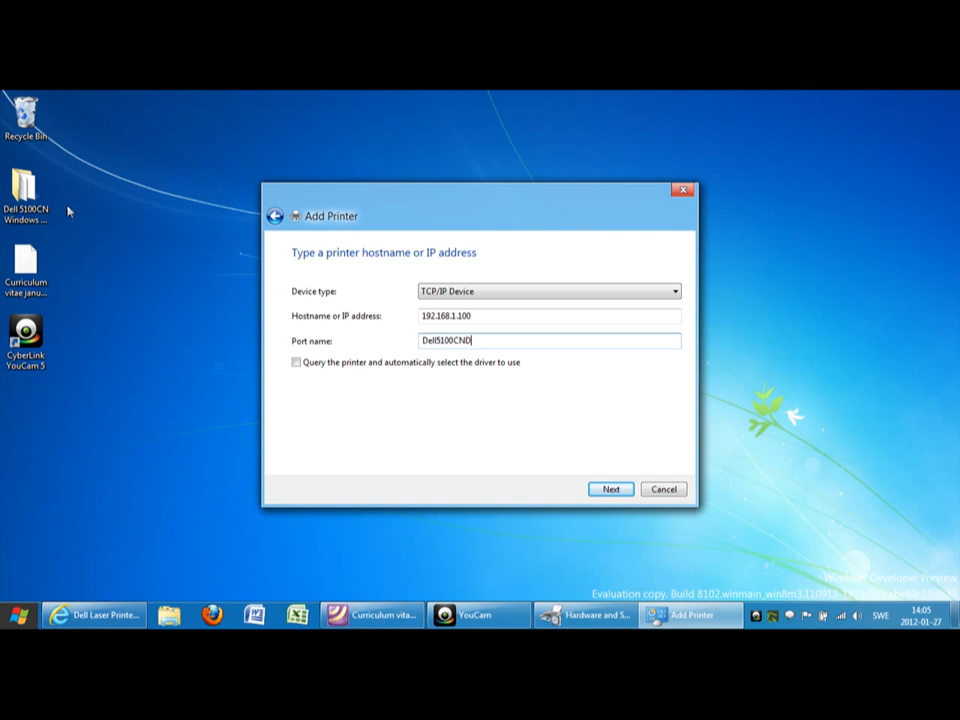 Recycle Bin
Dell 5100CN
Windows ...
Curriculum
vitae janu...
CyberLink
YouCam 5
Add Printer
Type a printer hostname or IP address
Device type:
TCP/IP Device
Hostname or IP address:
192.168.1.100
Port name:
Dell5100CND
Query the printer and automatically select the driver to use
Next
Cancel
Windows Developer Preview
Evaluation copy. Build 8102.winmain_win8m3.110912-
Dell Laser Printe...
Curriculum vita...
YouCam
Hardware and S...
Add Printer
SWE
14:05
2012-01-27